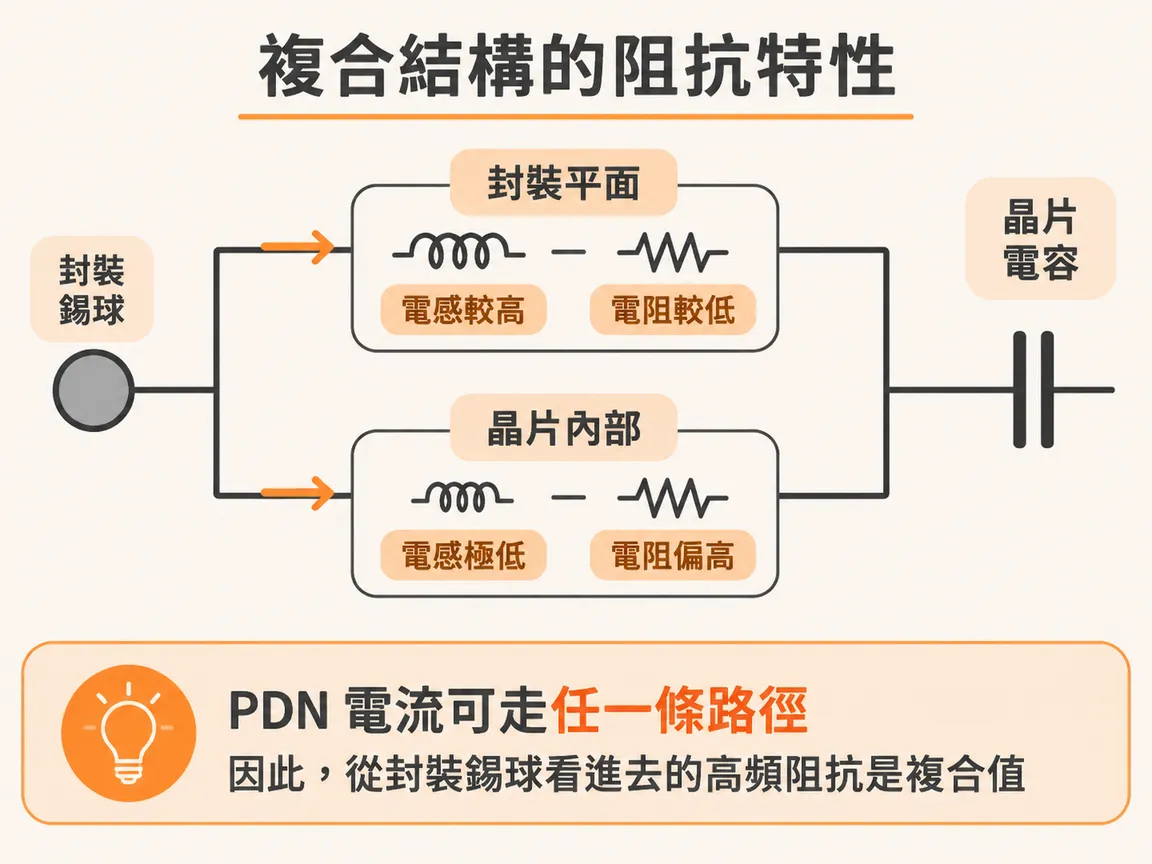 複合結構的阻抗特性
封裝平面
晶片
電容
封裝
錫球
電感較高
電阻較低
晶片內部
電感極低
電阻偏高
PDN 電流可走任一條路徑
因此，從封裝錫球看進去的高頻阻抗是複合值